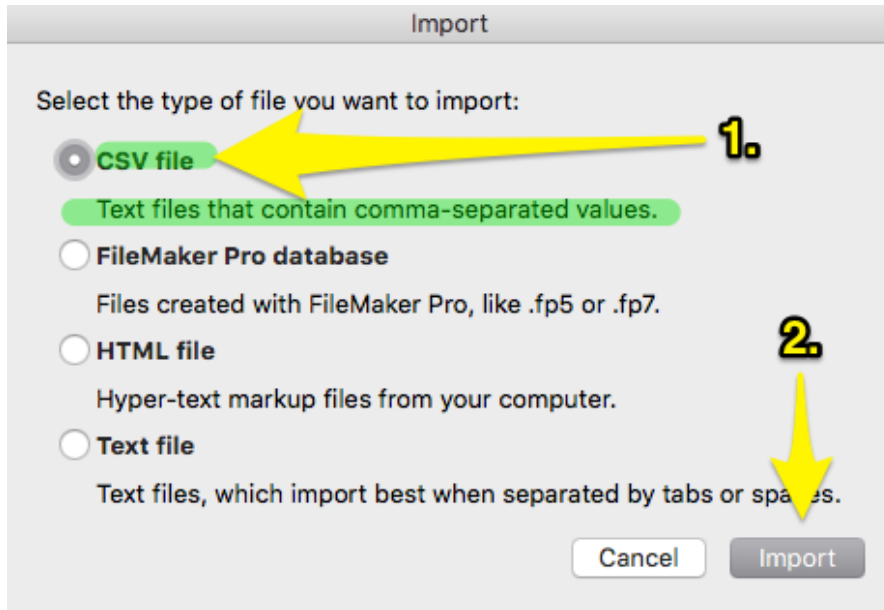 Import
Select the type of file you want to import:
CSV file
1.
Text files that contain comma-separated values.
FileMaker Pro database
Files created with FileMaker Pro, like .fp5 or .fp7.
HTML file
2.
Hyper-text markup files from your computer.
Text file
Text files, which import best when separated by tabs or spaces.
Cancel
Import